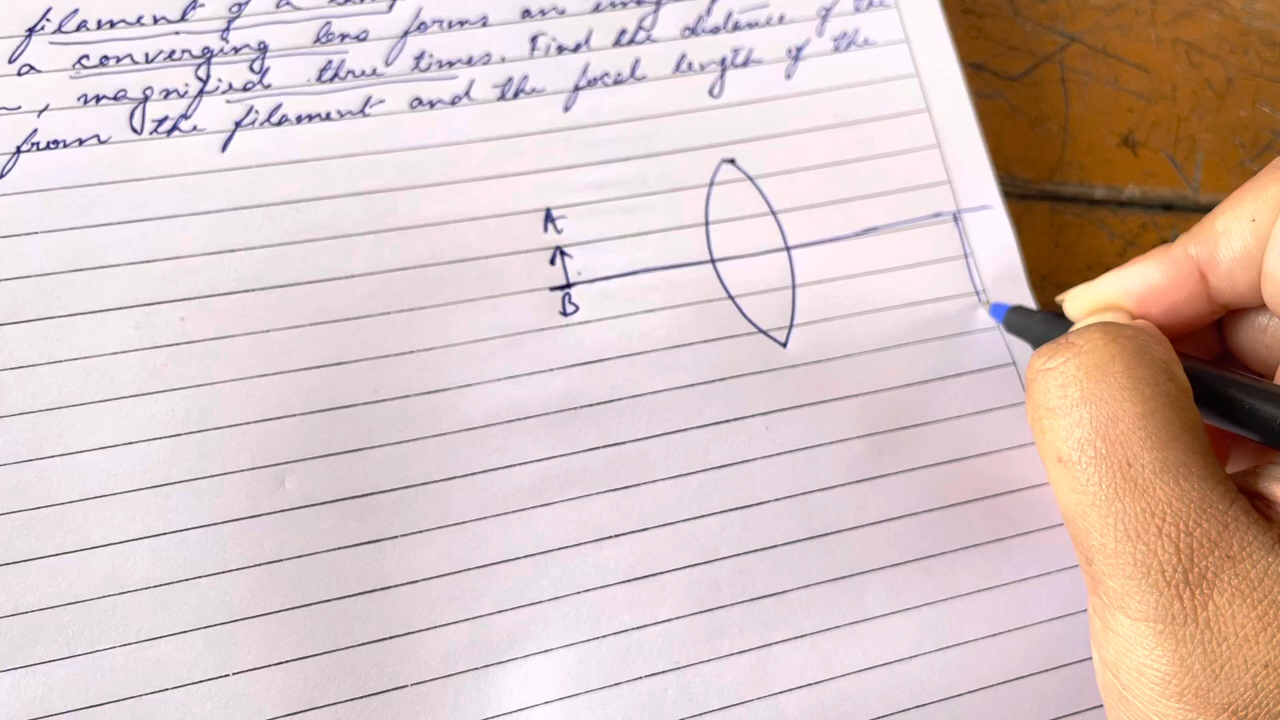 filament of a
a converging lens forms an
, magnified three times. Find the distance of the
from the filament and the focal length of the
A
B